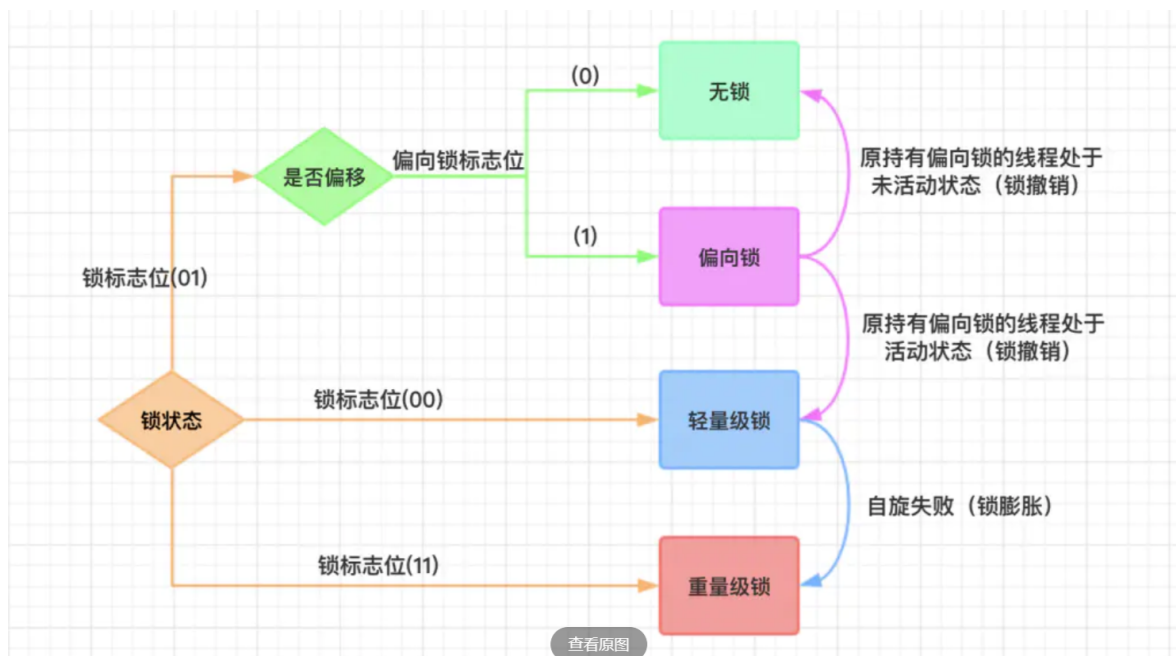 (0)
无锁
是否偏移
偏向锁标志位
原持有偏向锁的线程处于
未活动状态（锁撤销）
(1)
偏向锁
锁标志位(01)
原持有偏向锁的线程处于
活动状态（锁撤销）
锁状态
锁标志位(00)
轻量级锁
自旋失败（锁膨胀）
锁标志位(11)
重量级锁
查看原图